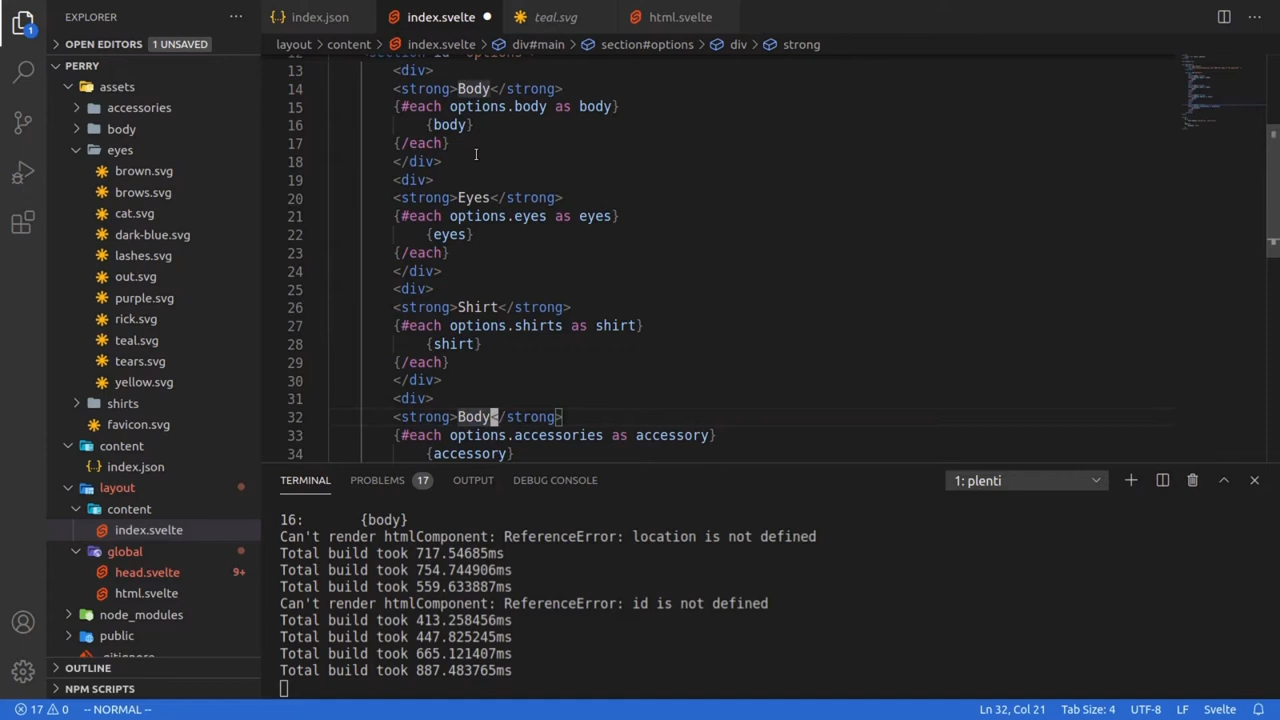 index.json
index.svelte
teal.svg
html.svelte
EXPLORER
layout
content
index.svelte
div#main
section#options
div
strong
OPEN EDITORS
1 UNSAVED
PERRY
assets
accessories
body
eyes
brown.svg
brows.svg
cat.svg
dark-blue.svg
lashes.svg
out.svg
purple.svg
rick.svg
teal.svg
tears.svg
yellow.svg
shirts
favicon.svg
content
index.json
layout
content
index.svelte
global
head.svelte 9+
html.svelte
node_modules
public
.gitignore
OUTLINE
NPM SCRIPTS
1
13 <div>
14 <strong>Body</strong>
15 {#each options.body as body}
16 {body}
17 {/each}
18 </div>
19 <div>
20 <strong>Eyes</strong>
21 {#each options.eyes as eyes}
22 {eyes}
23 {/each}
24 </div>
25 <div>
26 <strong>Shirt</strong>
27 {#each options.shirts as shirt}
28 {shirt}
29 {/each}
30 </div>
31 <div>
32 <strong>Body</strong>
33 {#each options.accessories as accessory}
34 {accessory}
TERMINAL
PROBLEMS 17
OUTPUT
DEBUG CONSOLE
1: plenti
16: {body}
Can't render htmlComponent: ReferenceError: location is not defined
Total build took 717.54685ms
Total build took 754.744906ms
Total build took 559.633887ms
Can't render htmlComponent: ReferenceError: id is not defined
Total build took 413.258456ms
Total build took 447.825245ms
Total build took 665.121407ms
Total build took 887.483765ms
17 0 -- NORMAL -- Ln 32, Col 21 Tab Size: 4 UTF-8 LF Svelte